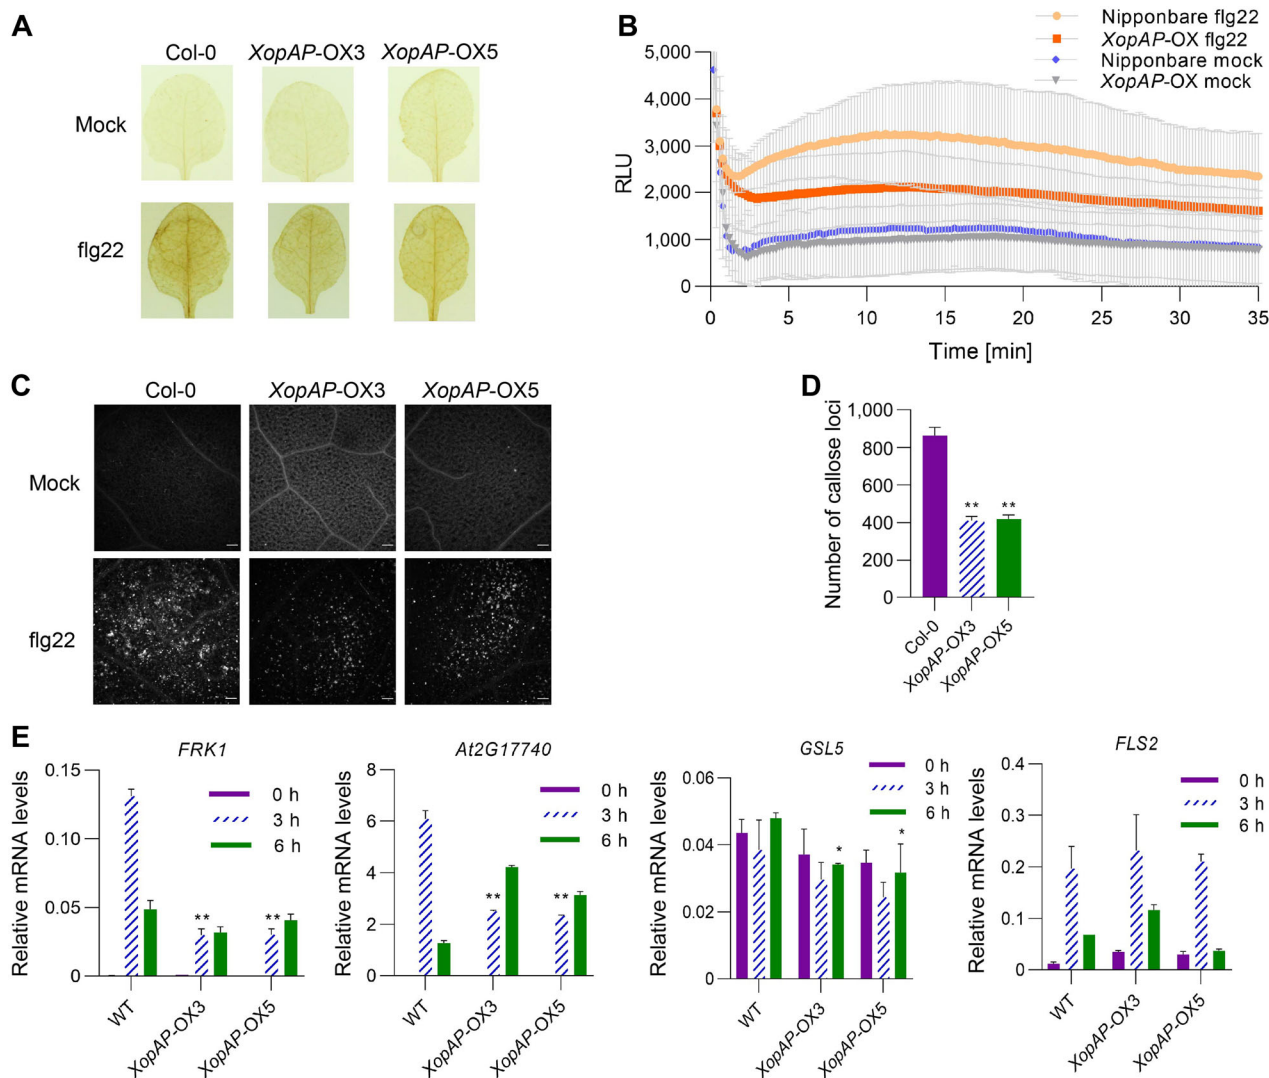 A
Col-0 XopAP-OX3 XopAP-OX5
Mock
flg22
B
Nipponbare flg22
XopAP-OX flg22
Nipponbare mock
XopAP-OX mock
RLU
5,000
4,000
3,000
2,000
1,000
0
0 5 10 15 20 25 30 35
Time [min]
C
Col-0 XopAP-OX3 XopAP-OX5
Mock
flg22
D
Number of callose loci
1,000
800
600
400
200
0
** **
Col-0 XopAP-OX3 XopAP-OX5
E
FRK1
Relative mRNA levels
0.15
0.10
0.05
0
0 h
3 h
6 h
** **
WT XopAP-OX3 XopAP-OX5
At2G17740
Relative mRNA levels
8
6
4
2
0
0 h
3 h
6 h
** **
WT XopAP-OX3 XopAP-OX5
GSL5
Relative mRNA levels
0.06
0.04
0.02
0
0 h
3 h
6 h
* *
WT XopAP-OX3 XopAP-OX5
FLS2
Relative mRNA levels
0.4
0.3
0.2
0.1
0
0 h
3 h
6 h
WT XopAP-OX3 XopAP-OX5